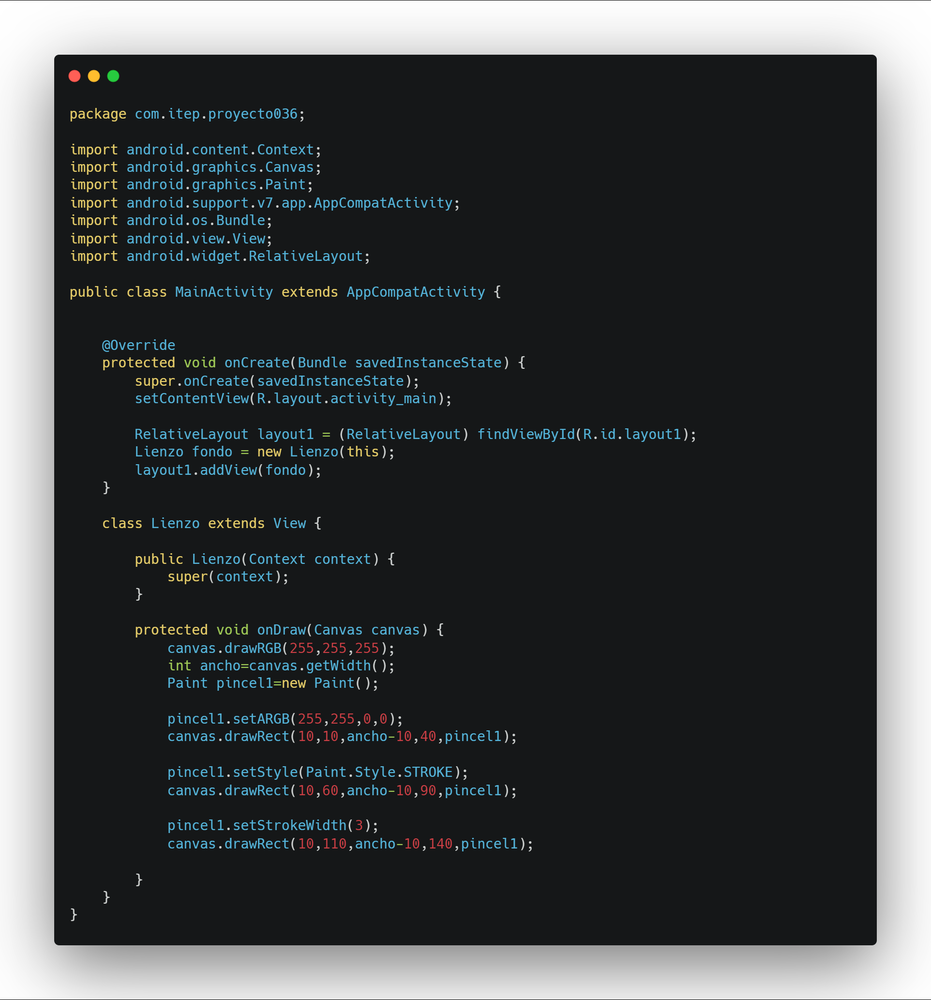 package com.itep.proyecto036;
import android.content.Context;
import android.graphics.Canvas;
import android.graphics.Paint;
import android.support.v7.app.AppCompatActivity;
import android.os.Bundle;
import android.view.View;
import android.widget.RelativeLayout;
public class MainActivity extends AppCompatActivity {
@Override
protected void onCreate(Bundle savedInstanceState) {
super.onCreate(savedInstanceState);
setContentView(R.layout.activity_main);
RelativeLayout layout1 = (RelativeLayout) findViewById(R.id.layout1);
Lienzo fondo = new Lienzo(this);
layout1.addView(fondo);
}
class Lienzo extends View {
public Lienzo(Context context) {
super(context);
}
protected void onDraw(Canvas canvas) {
canvas.drawRGB(255,255,255);
int ancho=canvas.getWidth();
Paint pincel1=new Paint();
pincel1.setARGB(255,255,0,0);
canvas.drawRect(10,10,ancho-10,40,pincel1);
pincel1.setStyle(Paint.Style.STROKE);
canvas.drawRect(10,60,ancho-10,90,pincel1);
pincel1.setStrokeWidth(3);
canvas.drawRect(10,110,ancho-10,140,pincel1);
}
}
}